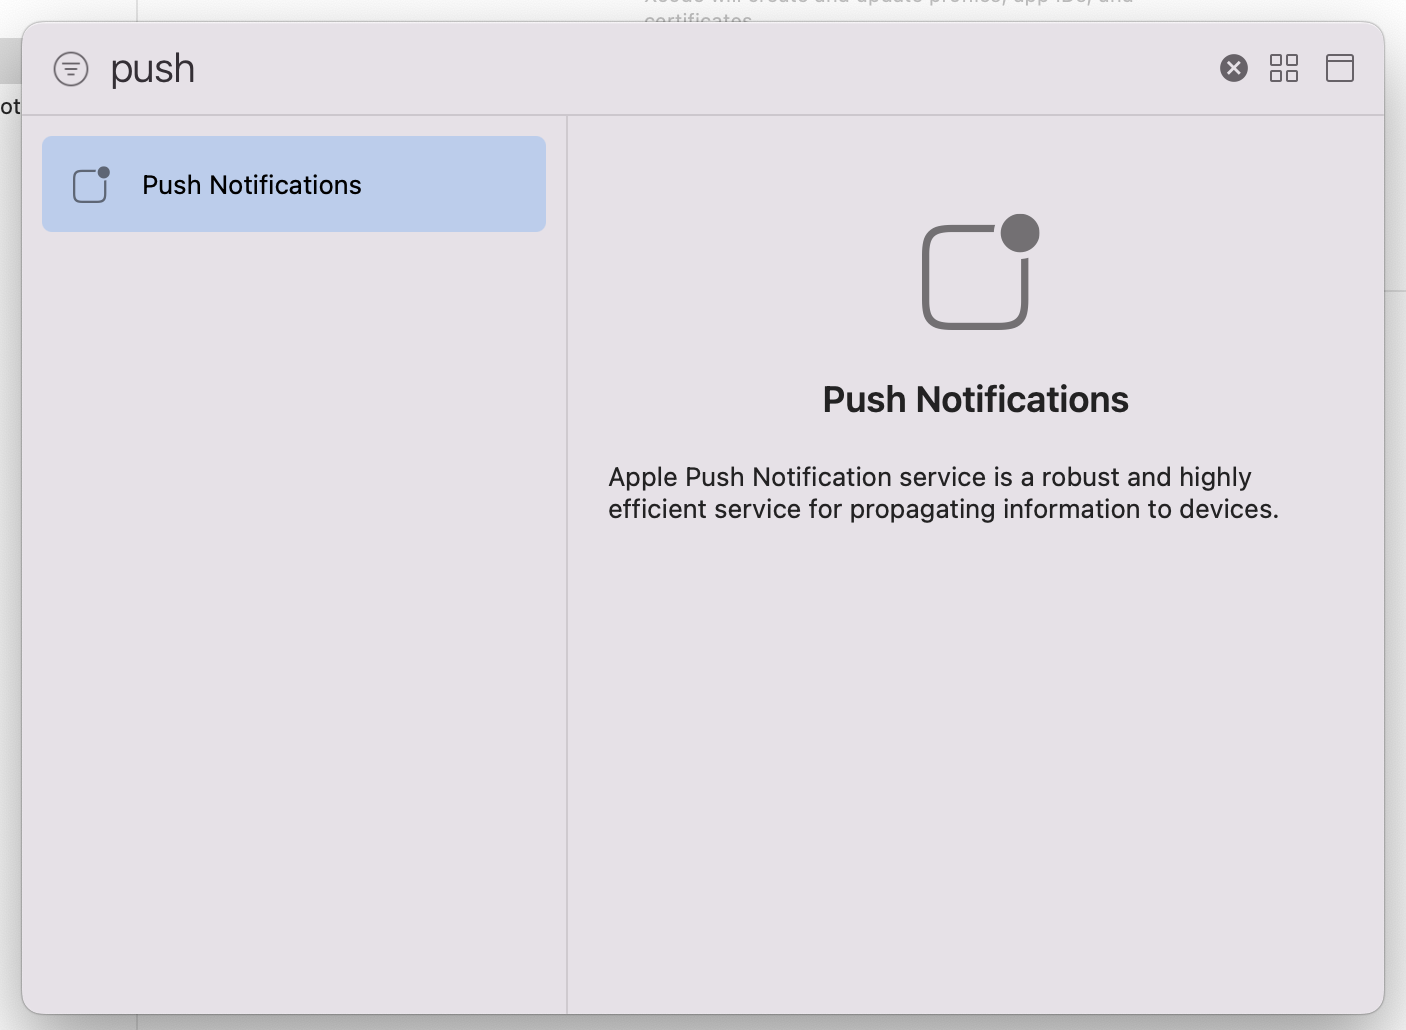 certificates
push
ot
Push Notifications
Push Notifications
Apple Push Notification service is a robust and highly
efficient service for propagating information to devices.